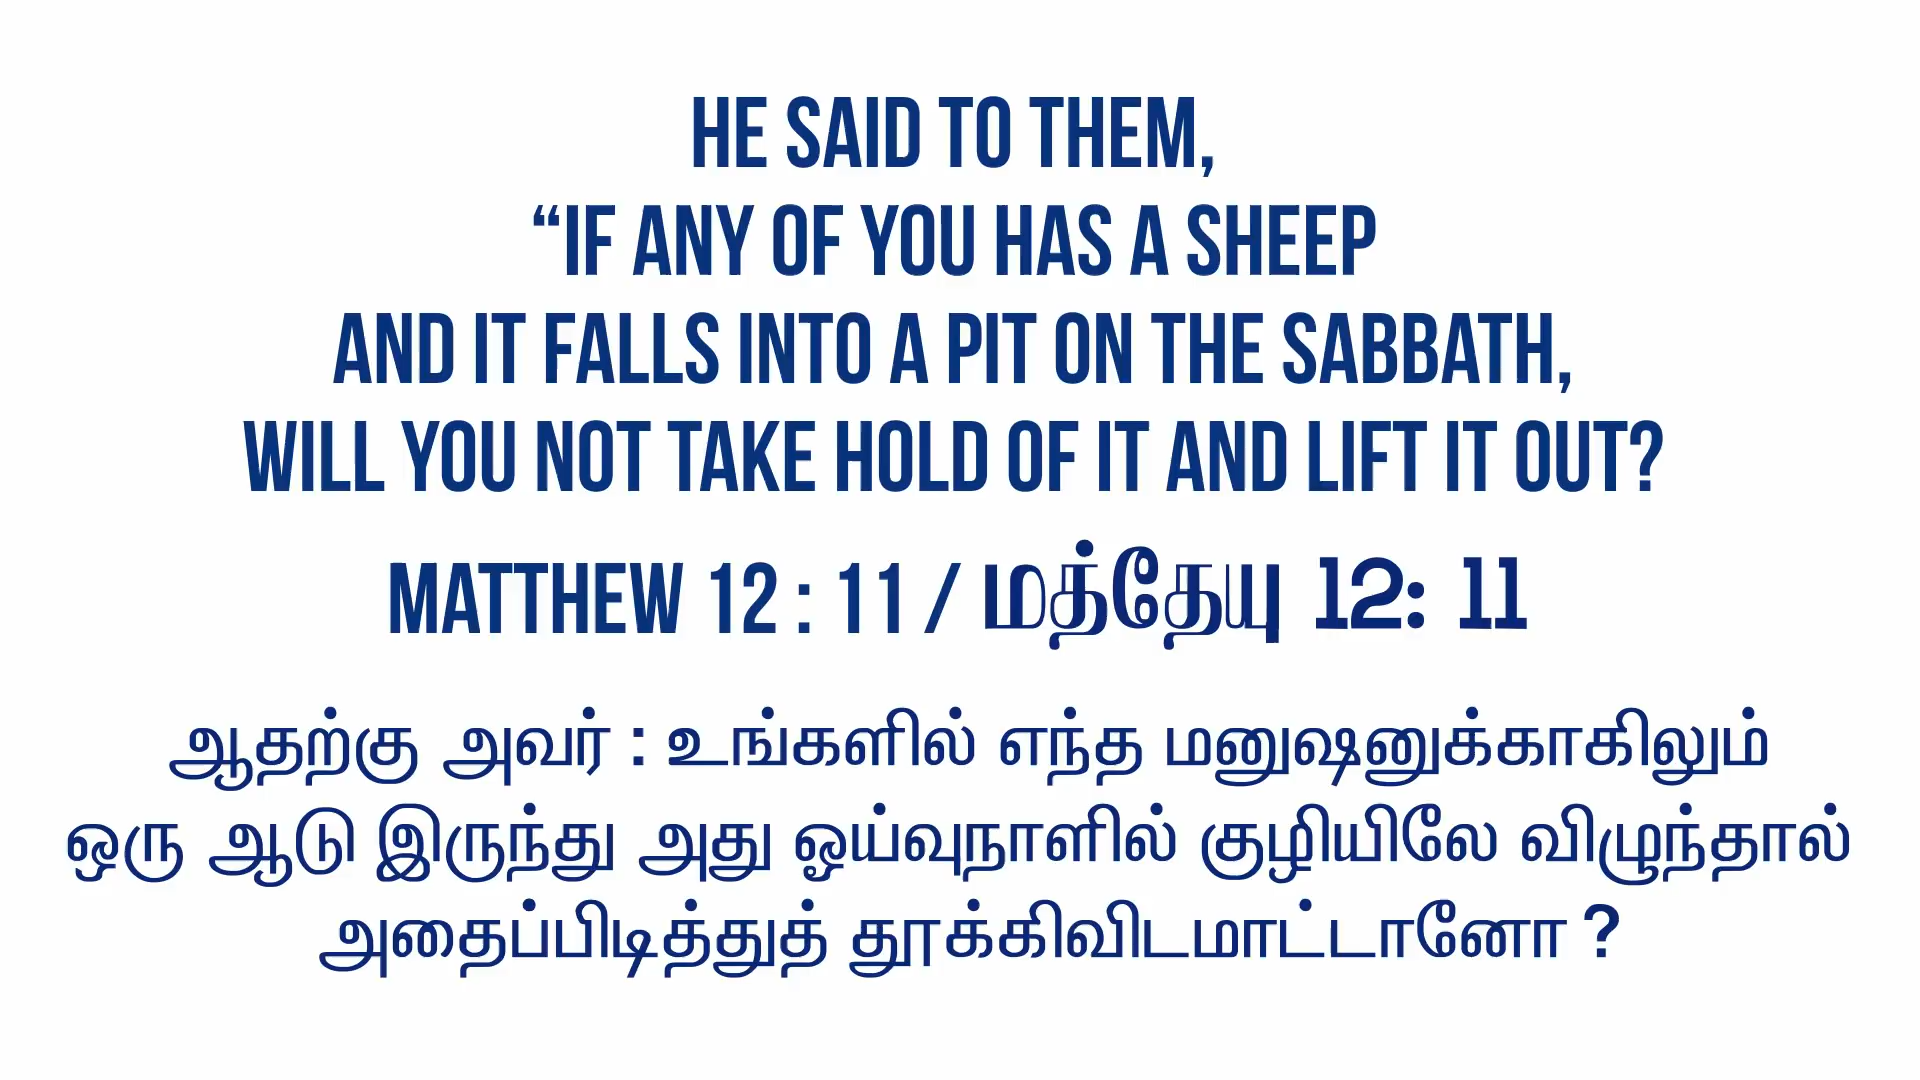 HE SAID TO THEM,
“IF ANY OF YOU HAS A SHEEP
AND IT FALLS INTO A PIT ON THE SABBATH,
WILL YOU NOT TAKE HOLD OF IT AND LIFT IT OUT?
MATTHEW 12 : 11 / மத்தேயு 12: 11
ஆதற்கு அவர் : உங்களில் எந்த மனுஷனுக்காகிலும்
ஒரு ஆடு இருந்து அது ஓய்வுநாளில் குழியிலே விழுந்தால்
அதைப்பிடித்துத் தூக்கிவிடமாட்டானோ ?